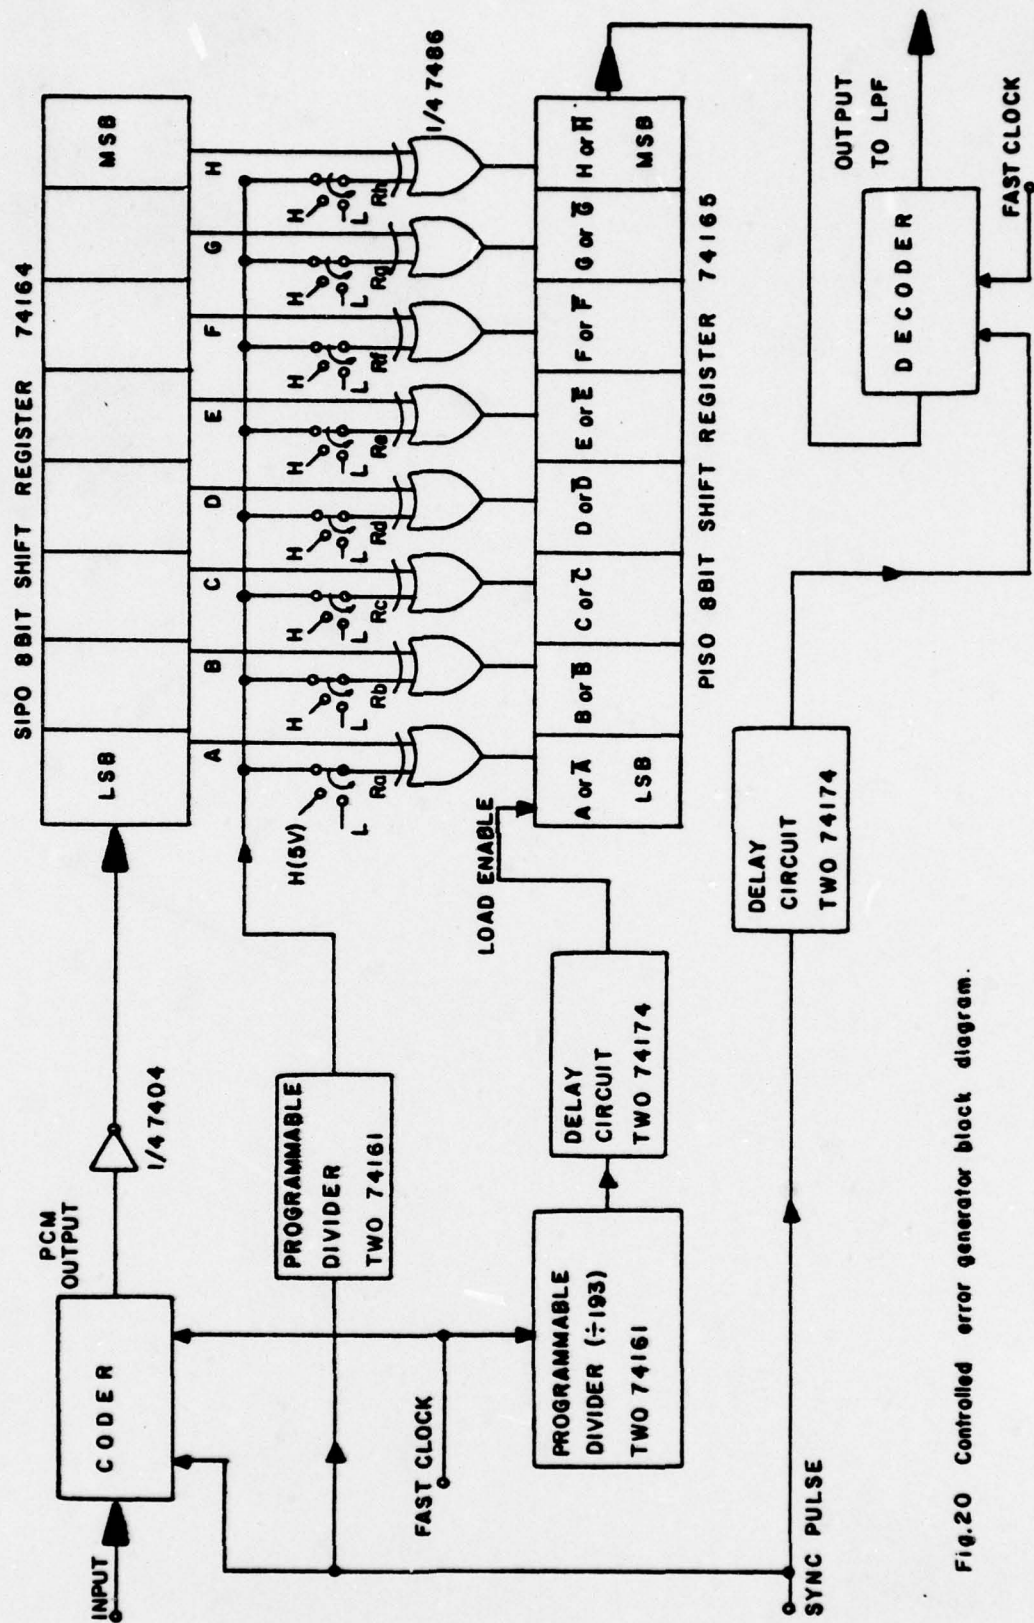 SIPO 8BIT SHIFT REGISTER 74164
LSB
MSB
PCM
OUTPUT
INPUT
CODER
1/4 7404
A
B
C
D
E
F
G
H
H(5V)
H
H
H
H
H
H
H
L
L
L
L
L
L
L
L
Ra
Rb
Rc
Rd
Re
Rf
Rg
Rh
1/4 7486
PROGRAMMABLE
DIVIDER
TWO 74161
FAST CLOCK
LOAD ENABLE
A or A̅
LSB
B or B̅
C or C̅
D or D̅
E or E̅
F or F̅
G or G̅
H or H̅
MSB
PISO 8BIT SHIFT REGISTER 74165
PROGRAMMABLE
DIVIDER (÷193)
TWO 74161
DELAY
CIRCUIT
TWO 74174
SYNC PULSE
DELAY
CIRCUIT
TWO 74174
DECODER
OUTPUT
TO LPF
FAST CLOCK
Fig.20 Controlled error generator block diagram.